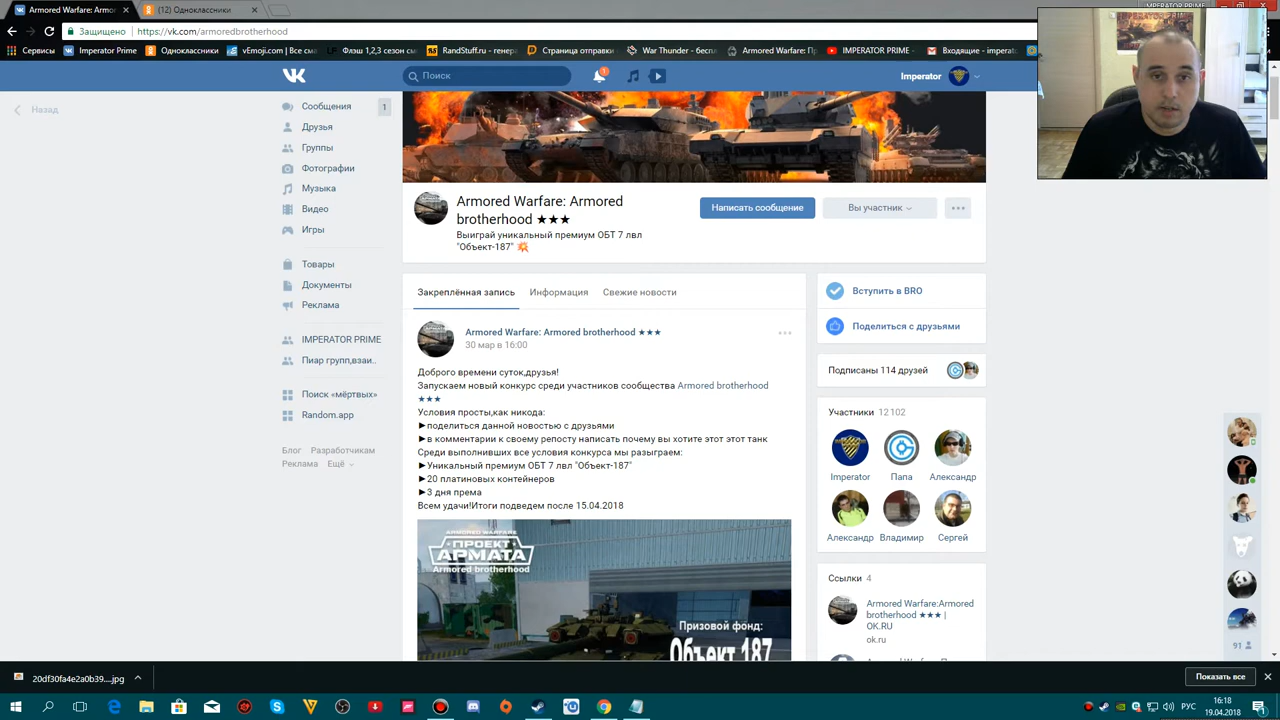 Armored Warfare: Armor
(12) Одноклассники
IMPERATOR PRIME
Защищено
https://vk.com/armoredbrotherhood
Сервисы
Imperator Prime
Одноклассники
vEmoji.com | Все сма
Флэш 1,2,3 сезон см
RandStuff.ru - генера
Страница отправки
War Thunder - беспл
Armored Warfare: П
IMPERATOR PRIME -
Входящие - imperato
Поиск
1
Imperator
Назад
Сообщения
1
Друзья
Группы
Фотографии
Музыка
Видео
Игры
Товары
Документы
Реклама
IMPERATOR PRIME
Пиар групп,взаи..
Поиск «мёртвых»
Random.app
Блог Разработчикам
Реклама Ещё
Armored Warfare: Armored
brotherhood ★★★
Выиграй уникальный премиум ОБТ 7 лвл
"Объект-187"
Написать сообщение
Вы участник
Закреплённая запись
Информация
Свежие новости
Armored Warfare: Armored brotherhood ★★★
30 мар в 16:00
Доброго времени суток,друзья!
Запускаем новый конкурс среди участников сообщества Armored brotherhood
★★★
Условия просты,как никода:
►поделиться данной новостью с друзьями
►в комментарии к своему репосту написать почему вы хотите этот этот танк
Среди выполнивших все условия конкурса мы разыграем:
►Уникальный премиум ОБТ 7 лвл "Объект-187"
►20 платиновых контейнеров
►3 дня према
Всем удачи!Итоги подведем после 15.04.2018
ARMORED WARFARE
ПРОЕКТ
АРМАТА
Armored brotherhood
Призовой фонд:
Объект 187
Вступить в BRO
Поделиться с друзьями
Подписаны 114 друзей
Участники 12 102
Imperator
Папа
Александр
Александр
Владимир
Сергей
Ссылки 4
Armored Warfare:Armored
brotherhood ★★★ |
OK.RU
ok.ru
91
20df30fa4e2a0b39....jpg
Показать все
РУС
16:18
19.04.2018
1